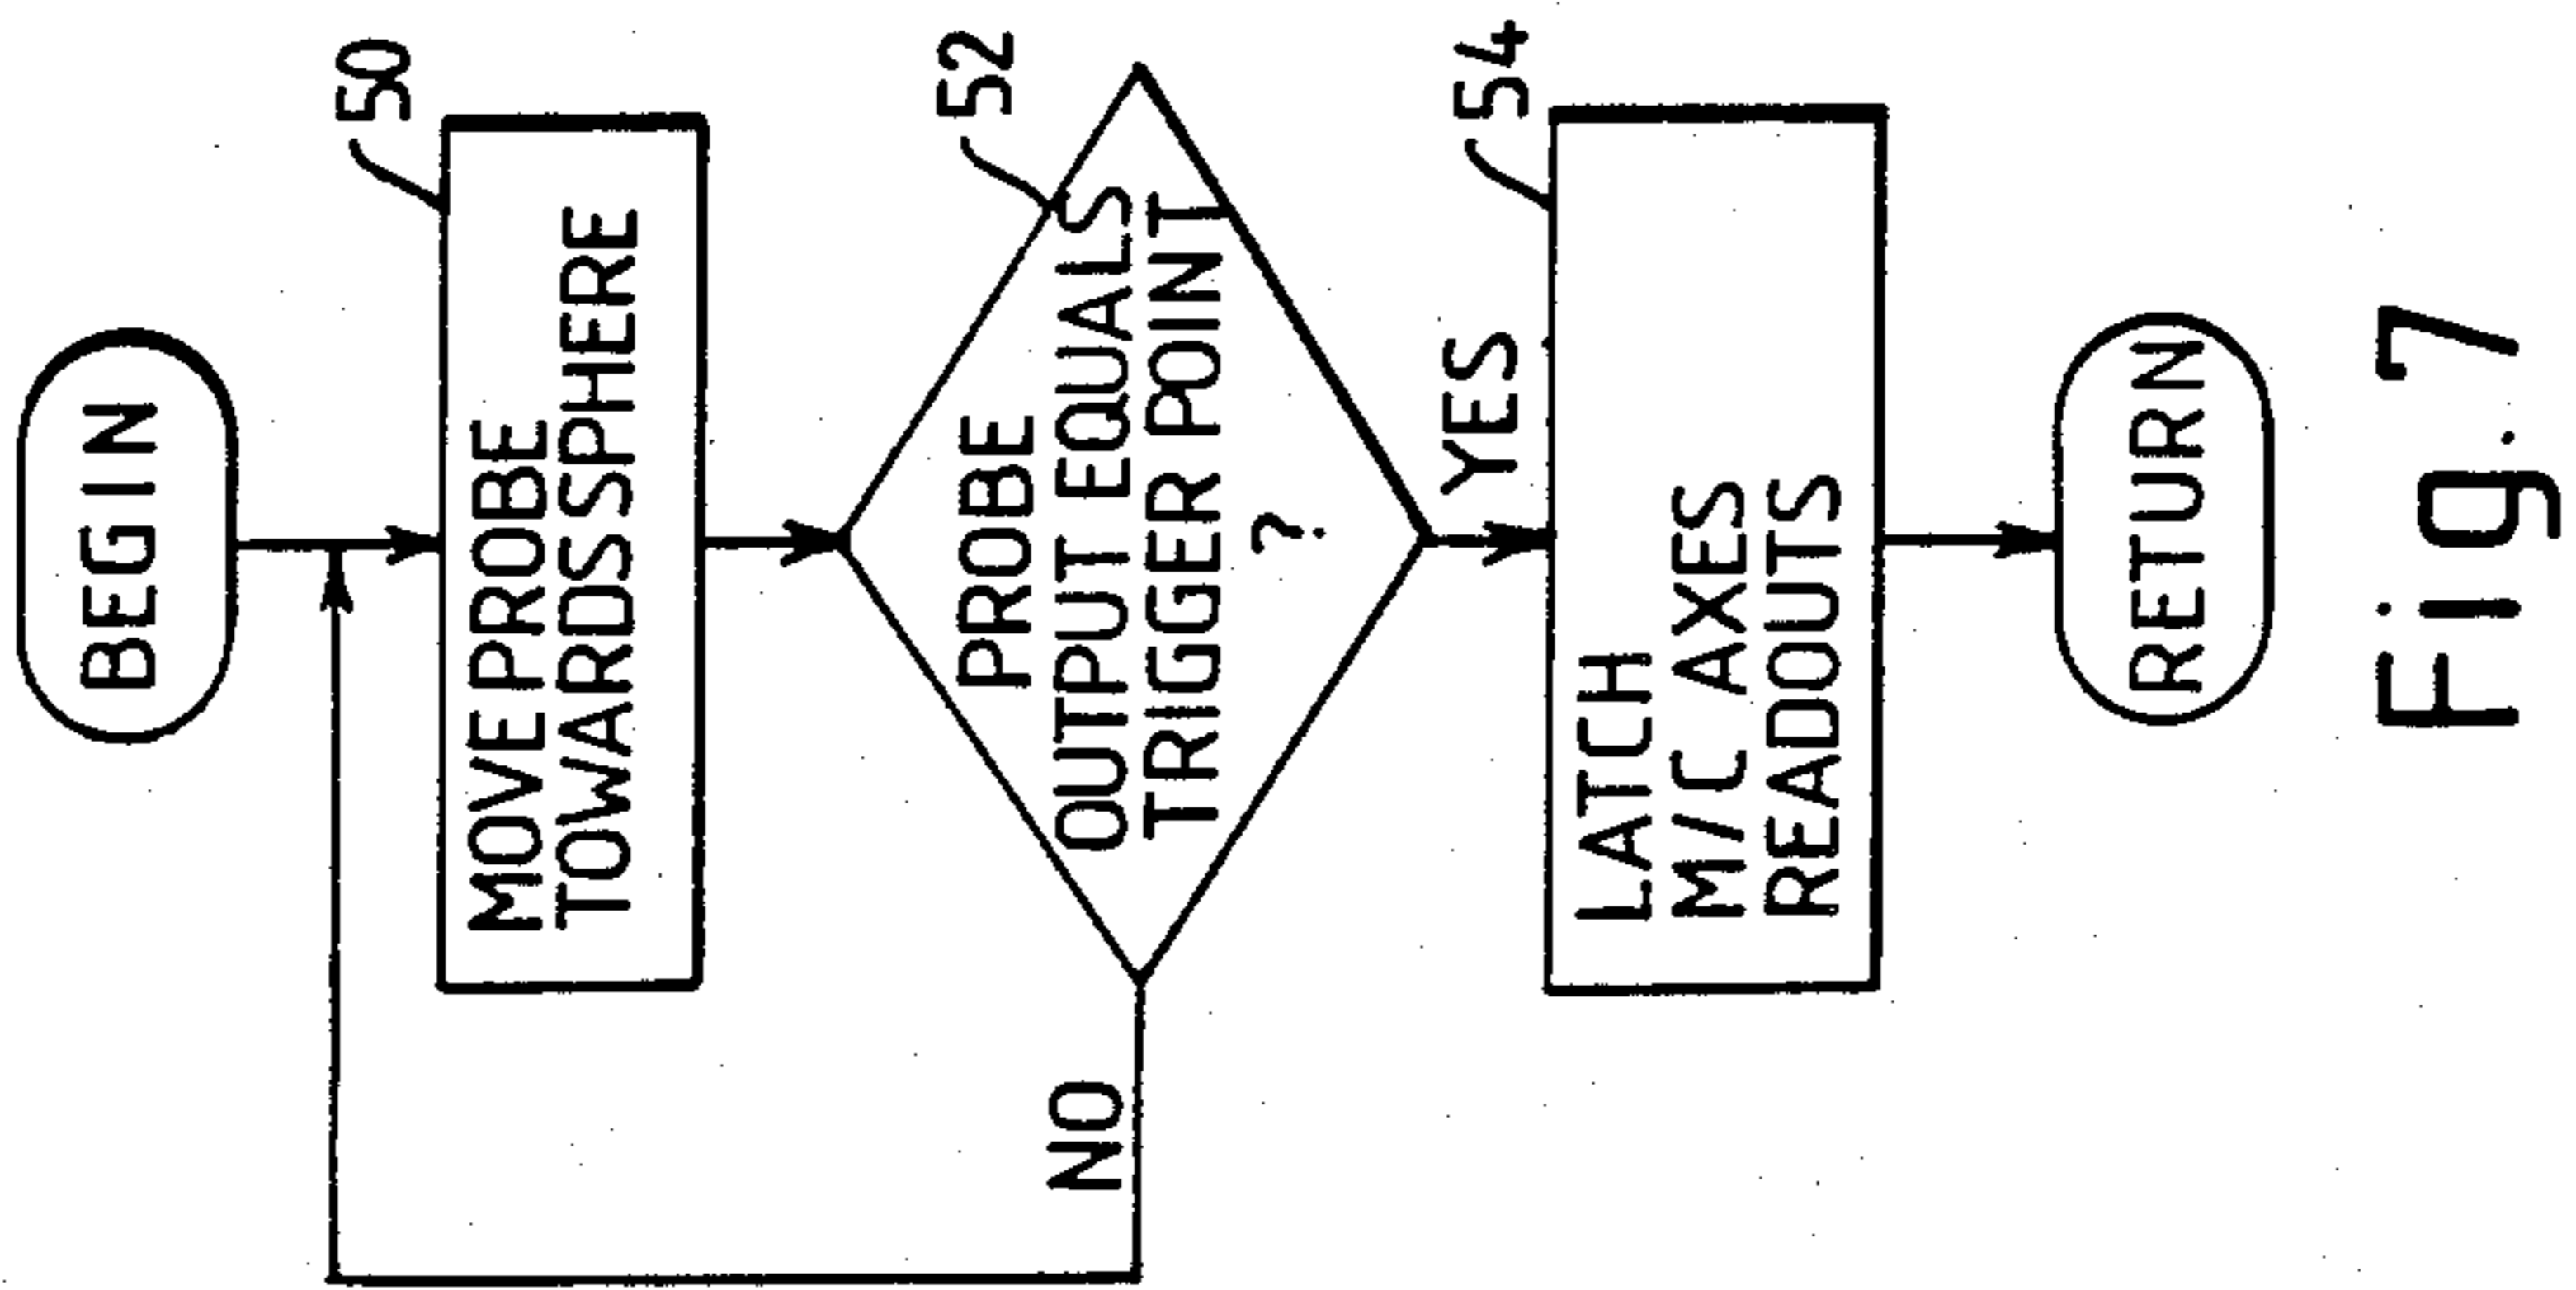 BEGIN
50
MOVE PROBE
TOWARDS SPHERE
52
PROBE
OUTPUT EQUALS
TRIGGER POINT
?
NO
YES
54
LATCH
M/C AXES
READOUTS
RETURN
Fig. 7